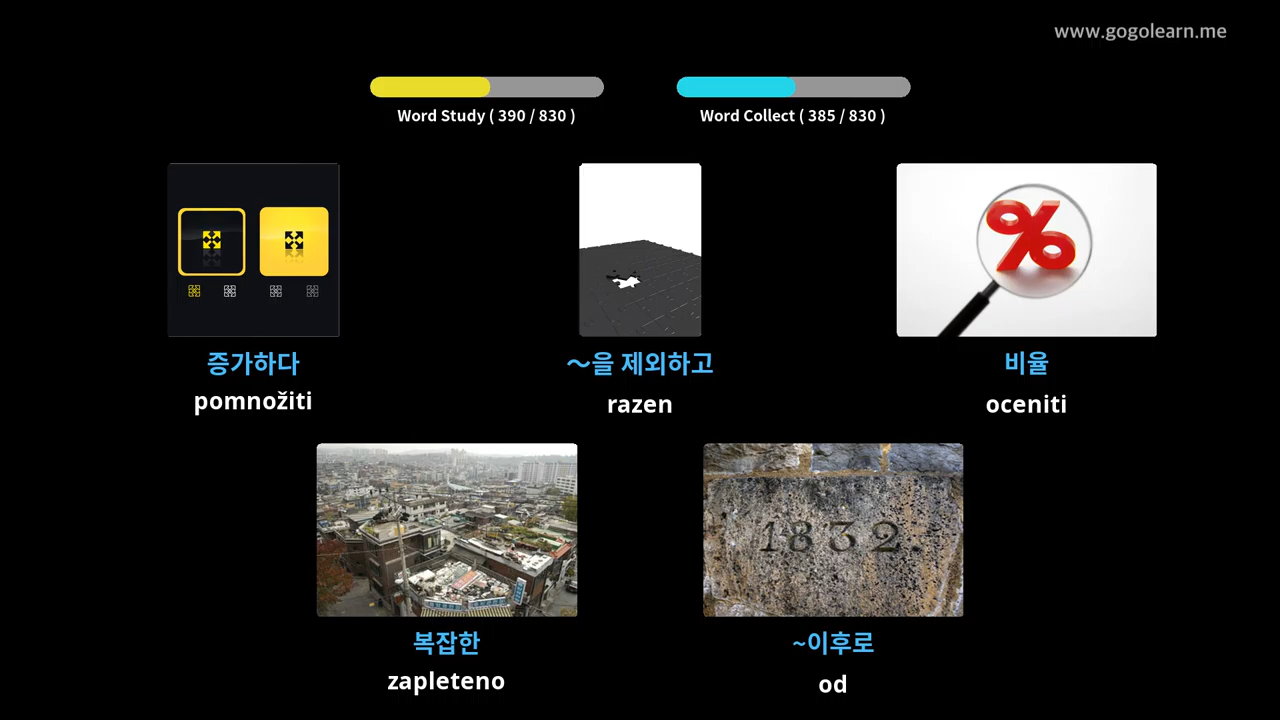 www.gogolearn.me
Word Study ( 390 / 830 )
Word Collect ( 385 / 830 )
증가하다
pomnožiti
～을 제외하고
razen
%
비율
oceniti
복잡한
zapleteno
1832.
~이후로
od